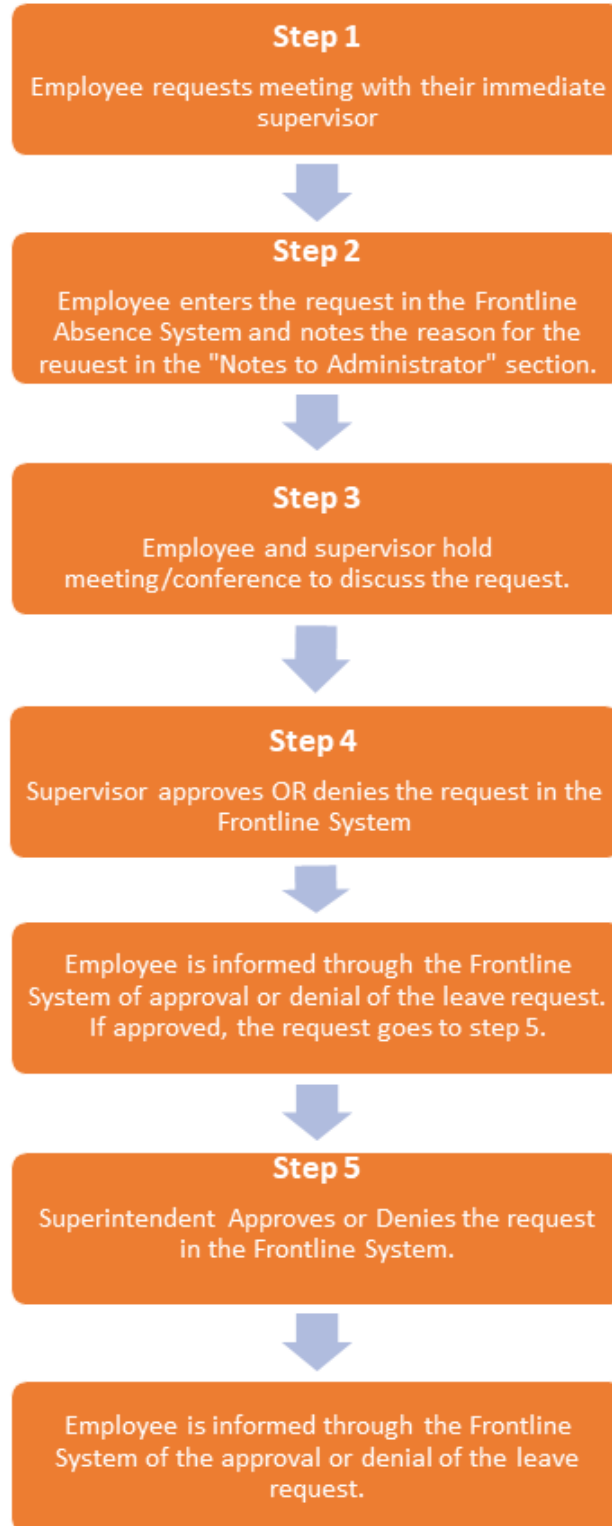 Step 1
Employee requests meeting with their immediate
supervisor
Step 2
Employee enters the request in the Frontline
Absence System and notes the reason for the
reuuest in the "Notes to Administrator" section.
Step 3
Employee and supervisor hold
meeting/conference to discuss the request.
Step 4
Supervisor approves OR denies the request in the
Frontline System
Employee is informed through the Frontline
System of approval or denial of the leave request.
If approved, the request goes to step 5.
Step 5
Superintendent Approves or Denies the request
in the Frontline System.
Employee is informed through the Frontline
System of the approval or denial of the leave
request.